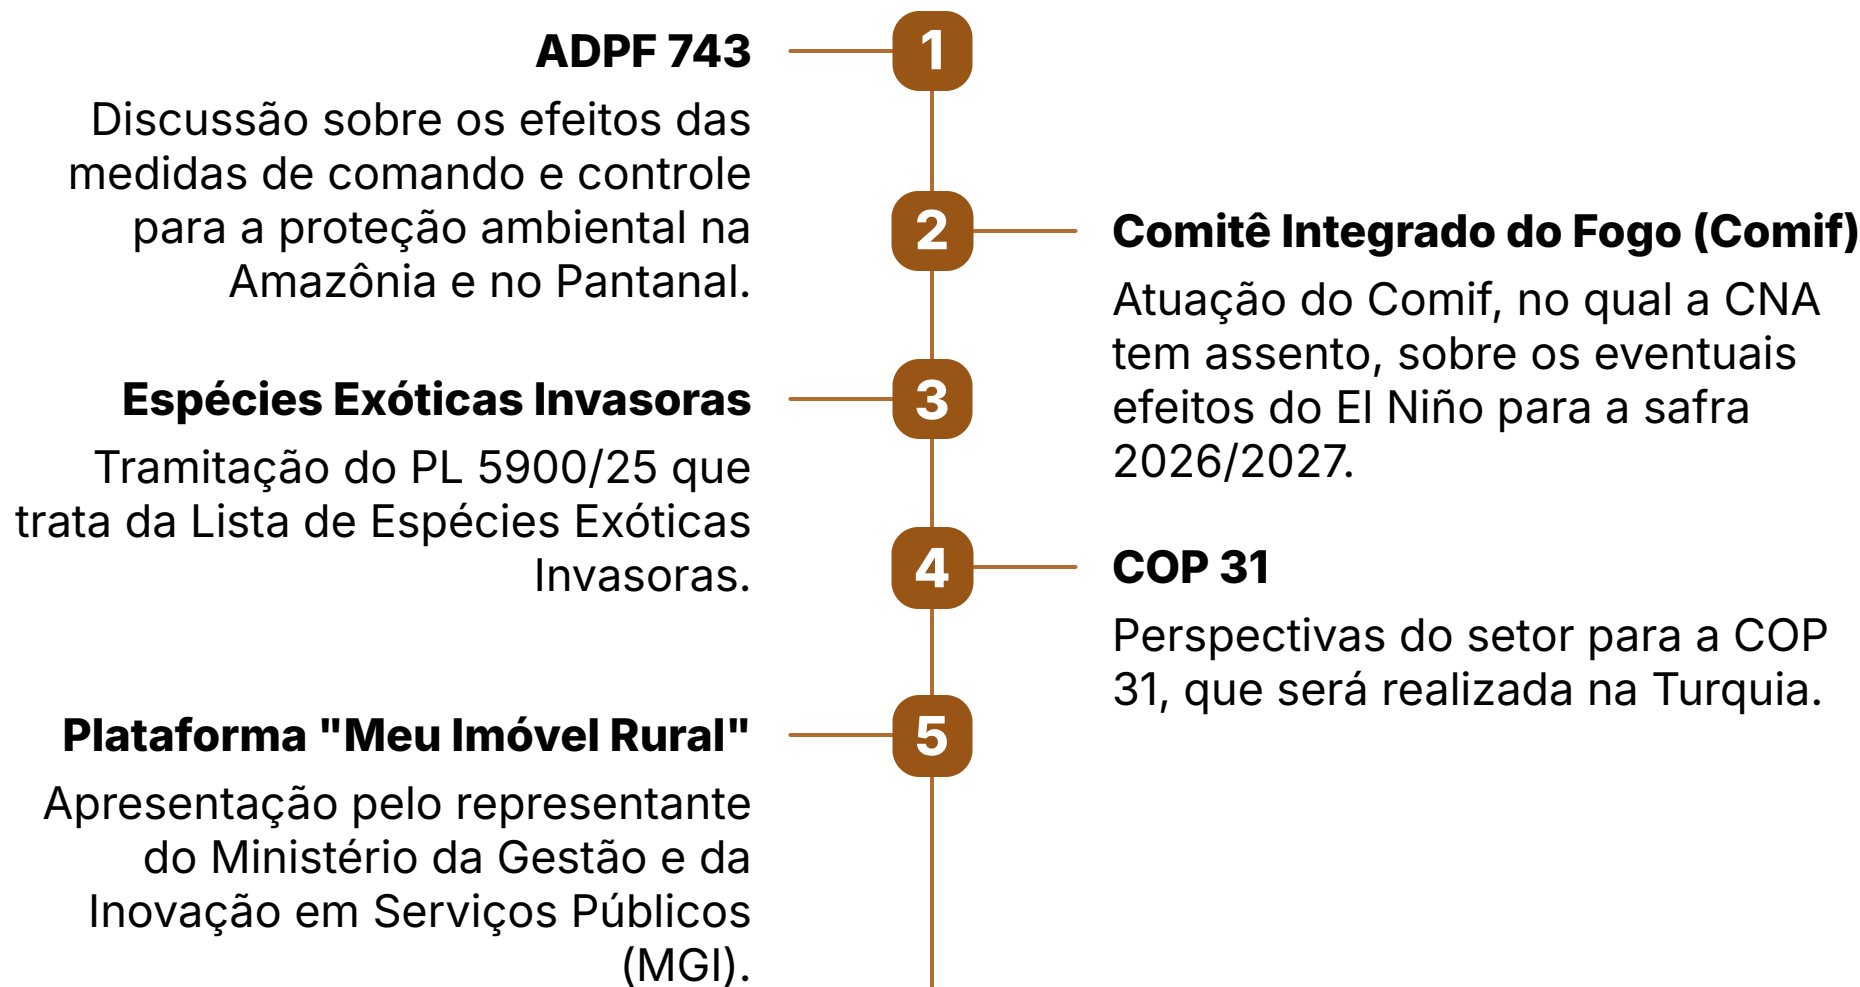 1
ADPF 743
Discussão sobre os efeitos das
medidas de comando e controle
para a proteção ambiental na
Amazônia e no Pantanal.
2
Comitê Integrado do Fogo (Comif)
Atuação do Comif, no qual a CNA
tem assento, sobre os eventuais
efeitos do El Niño para a safra
2026/2027.
3
Espécies Exóticas Invasoras
Tramitação do PL 5900/25 que
trata da Lista de Espécies Exóticas
Invasoras.
4
COP 31
Perspectivas do setor para a COP
31, que será realizada na Turquia.
5
Plataforma "Meu Imóvel Rural"
Apresentação pelo representante
do Ministério da Gestão e da
Inovação em Serviços Públicos
(MGI).